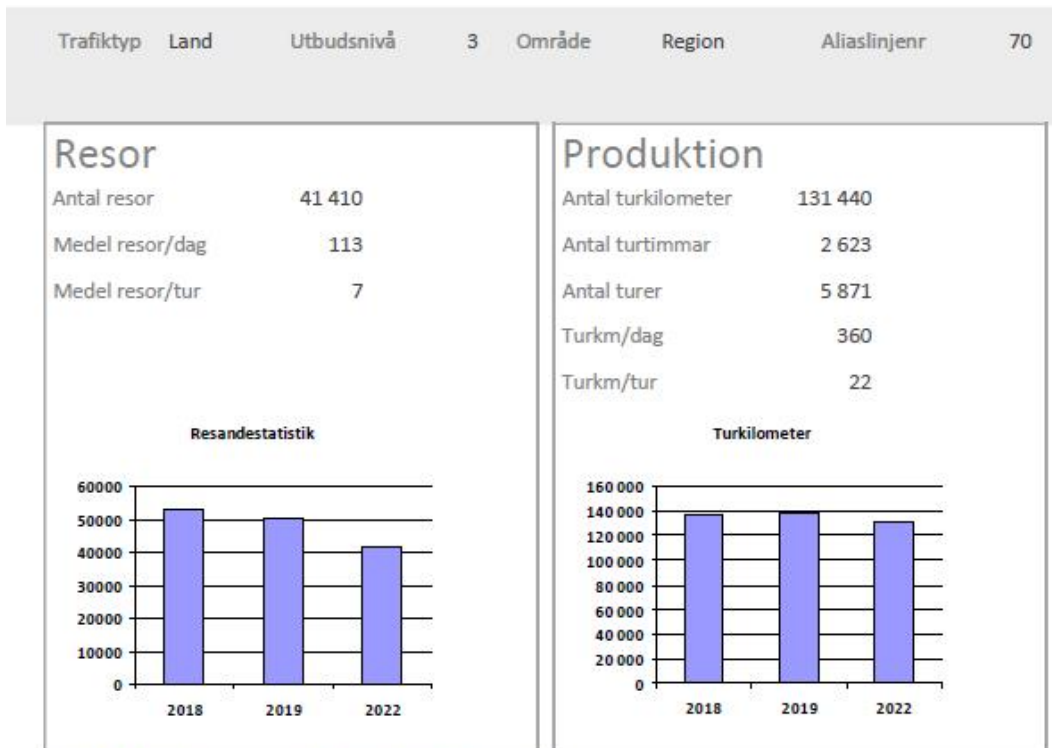 Trafiktyp Land Utbudsnivå 3 Område Region Aliaslinjenr 70
Resor
Antal resor 41 410
Medel resor/dag 113
Medel resor/tur 7
Resandestatistik
60000
50000
40000
30000
20000
10000
0
2018 2019 2022
Produktion
Antal turkilometer 131 440
Antal turtimmar 2 623
Antal turer 5 871
Turkm/dag 360
Turkm/tur 22
Turkilometer
160 000
140 000
120 000
100 000
80 000
60 000
40 000
20 000
0
2018 2019 2022